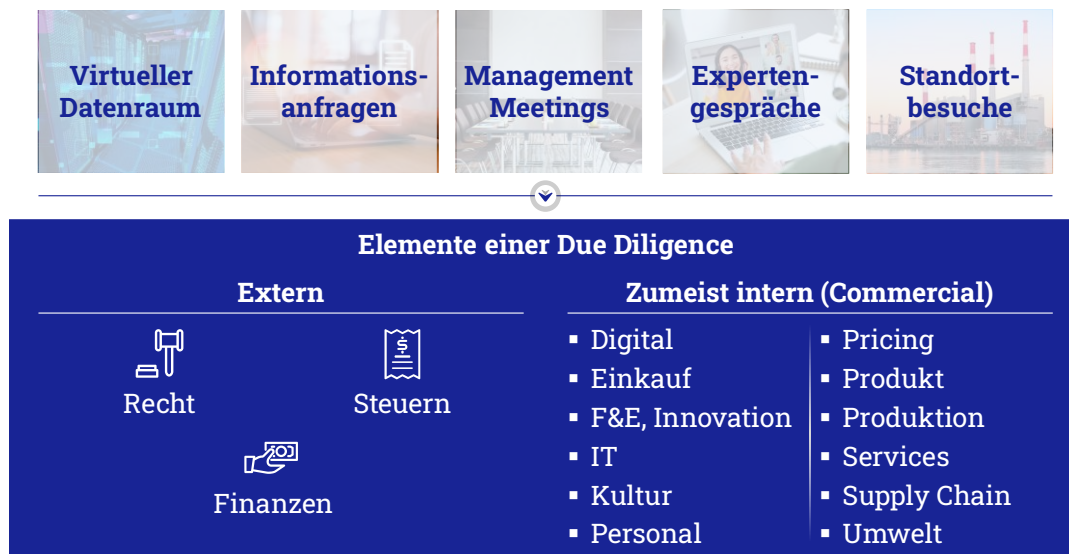 Virtueller
Datenraum
Informations-
anfragen
Management
Meetings
Experten-
gespräche
Standort-
besuche
Elemente einer Due Diligence
Extern
Recht
Steuern
Finanzen
Zumeist intern (Commercial)
▪ Digital
▪ Einkauf
▪ F&E, Innovation
▪ IT
▪ Kultur
▪ Personal
▪ Pricing
▪ Produkt
▪ Produktion
▪ Services
▪ Supply Chain
▪ Umwelt